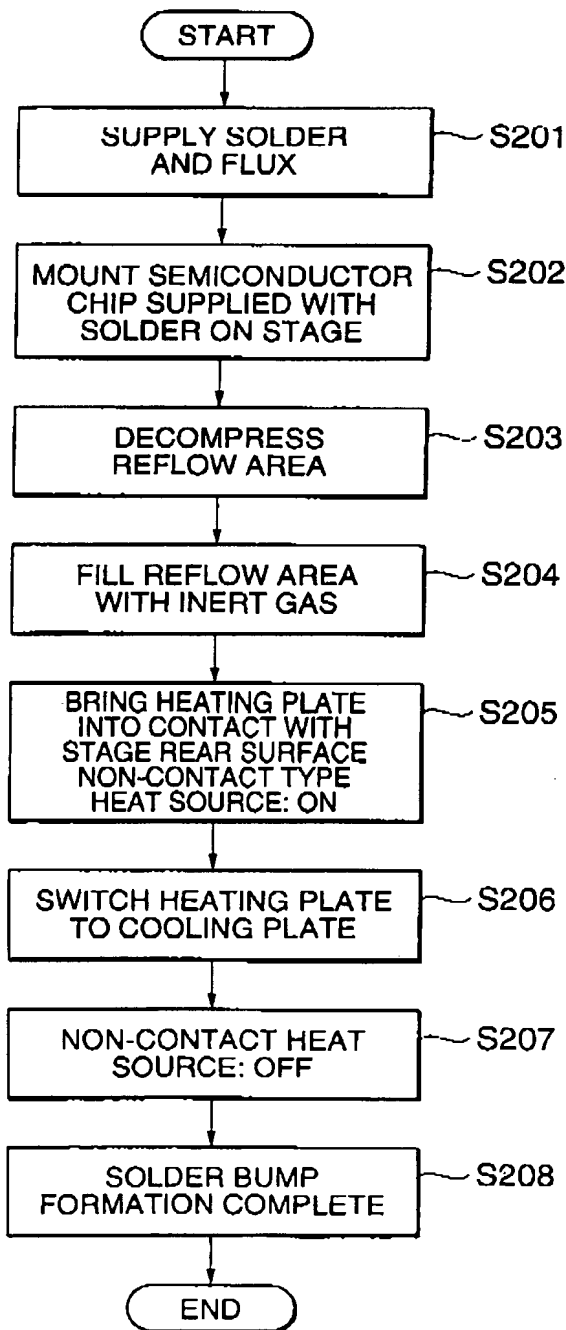 START
SUPPLY SOLDER
AND FLUX
S201
MOUNT SEMICONDUCTOR
CHIP SUPPLIED WITH
SOLDER ON STAGE
S202
DECOMPRESS
REFLOW AREA
S203
FILL REFLOW AREA
WITH INERT GAS
S204
BRING HEATING PLATE
INTO CONTACT WITH
STAGE REAR SURFACE
NON-CONTACT TYPE
HEAT SOURCE: ON
S205
SWITCH HEATING PLATE
TO COOLING PLATE
S206
NON-CONTACT HEAT
SOURCE: OFF
S207
SOLDER BUMP
FORMATION COMPLETE
S208
END